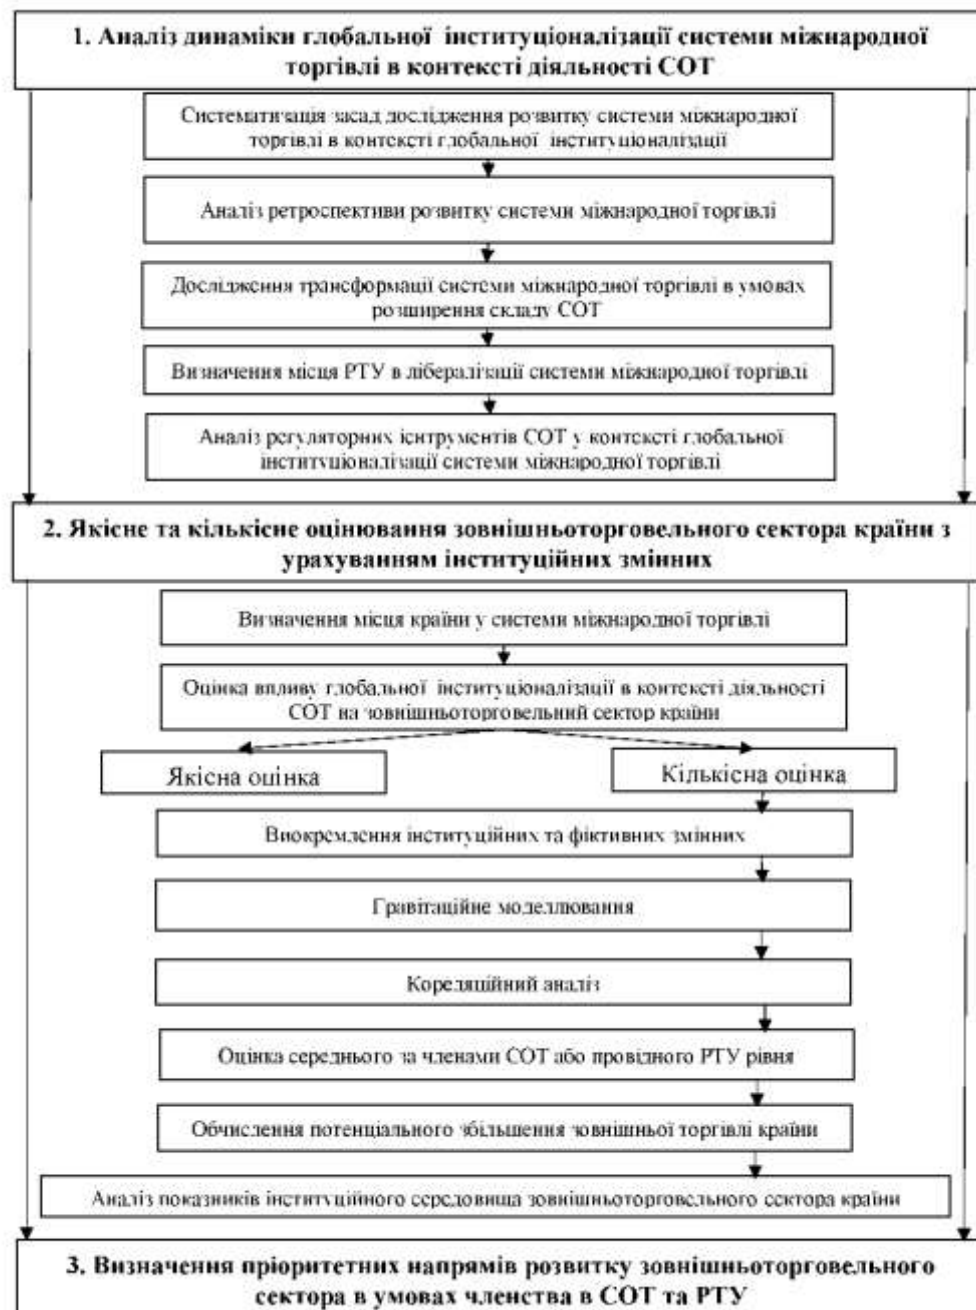 1. Аналіз динаміки глобальної інституціоналізації системи міжнародної
торгівлі в контексті діяльності СОТ
Систематизація засад дослідження розвитку системи міжнародної
торгівлі в контексті глобальної інституціоналізації
Аналіз ретроспективи розвитку системи міжнародної торгівлі
Дослідження трансформації системи міжнародної торгівлі в умовах
розширення складу СОТ
Визначення місця РТУ в лібералізації системи міжнародної торгівлі
Аналіз регуляторних інструментів СОТ у контексті глобальної
інституціоналізації системи міжнародної торгівлі
2. Якісне та кількісне оцінювання зовнішньоторговельного сектора країни з
урахуванням інституційних змінних
Визначення місця країни у системи міжнародної торгівлі
Оцінка впливу глобальної інституціоналізації в контексті діяльності
СОТ на зовнішньоторговельний сектор країни
Якісна оцінка
Кількісна оцінка
Виокремлення інституційних та фіктивних змінних
Гравітаційне моделлювання
Кореляційний аналіз
Оцінка середнього за членами СОТ або провідного РТУ рівня
Обчислення потенціального збільшення зовнішньої торгівлі країни
Аналіз показників інституційного середовища зовнішньоторговельного сектора країни
3. Визначення пріоритетних напрямів розвитку зовнішньоторговельного
сектора в умовах членства в СОТ та РТУ